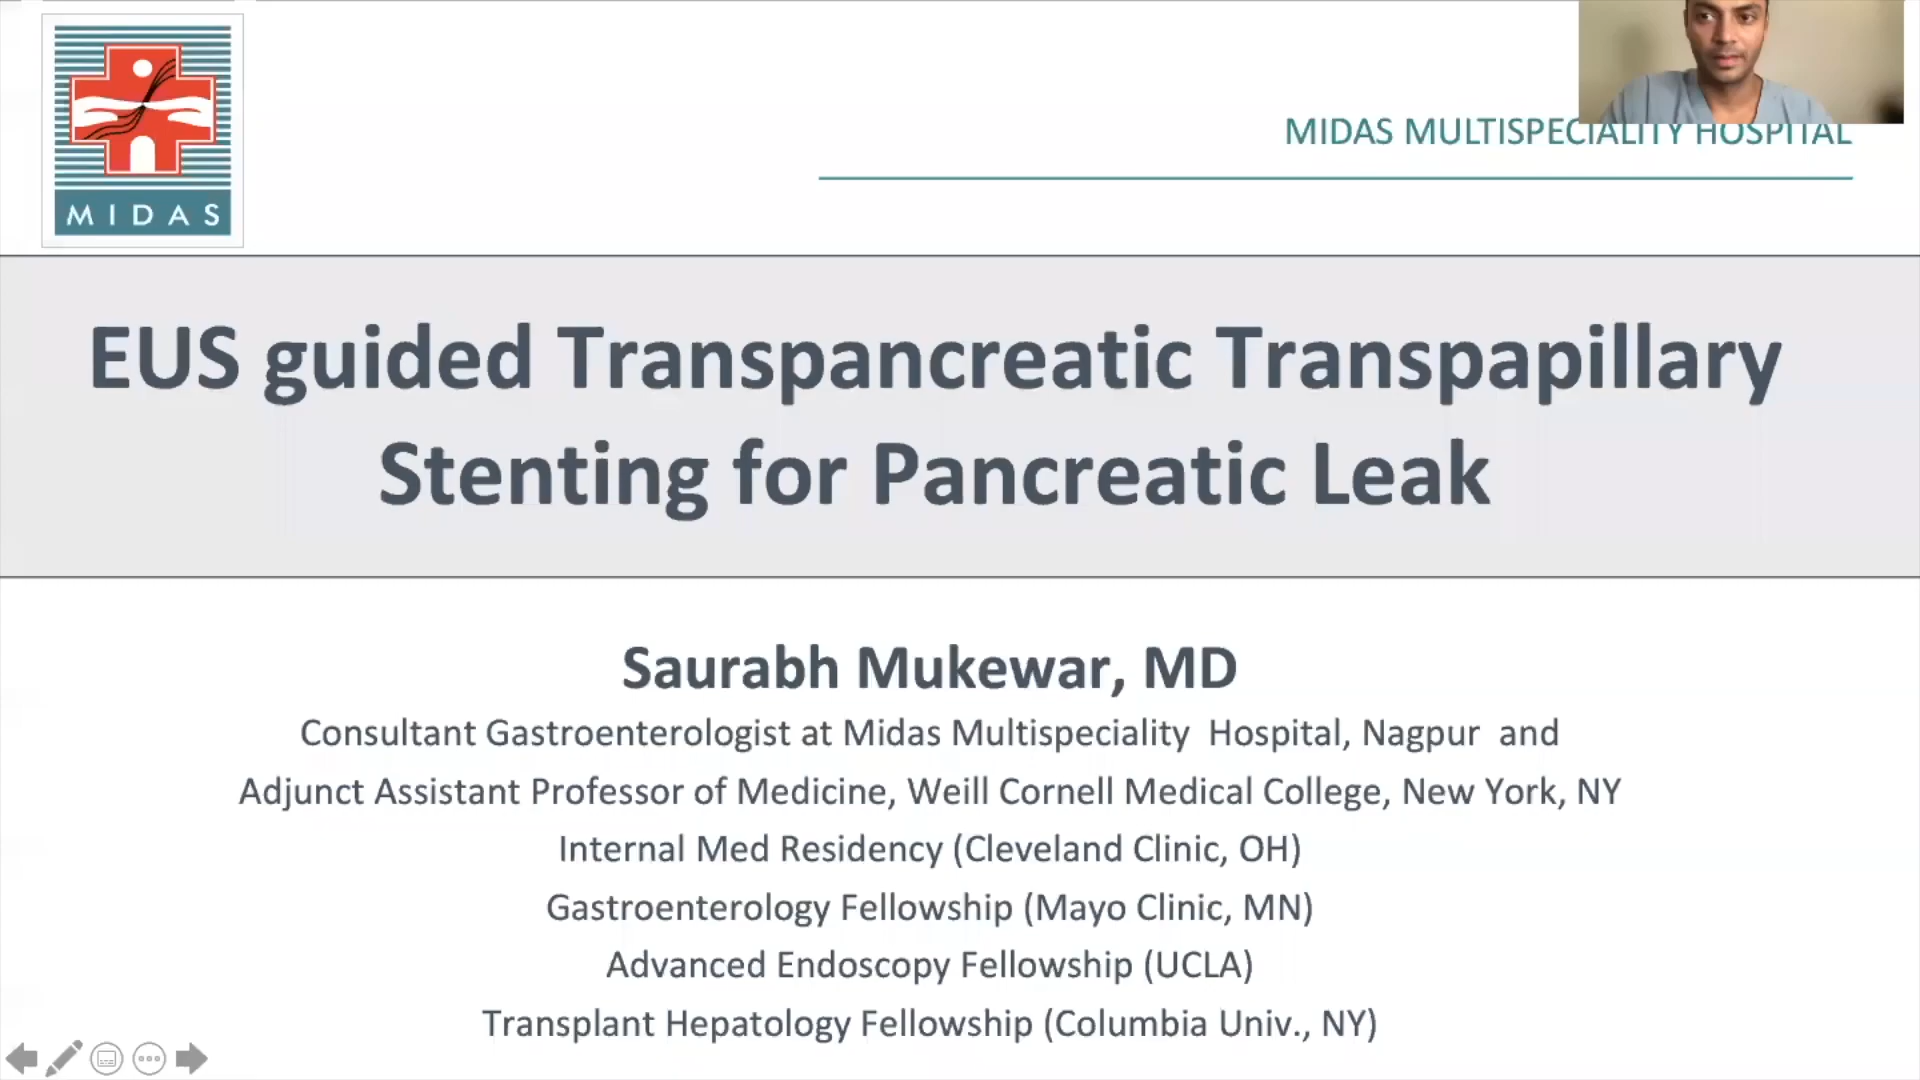 MIDAS
MIDAS MULTISPECIALITY HOSPITAL
EUS guided Transpancreatic Transpapillary
Stenting for Pancreatic Leak
Saurabh Mukewar, MD
Consultant Gastroenterologist at Midas Multispeciality Hospital, Nagpur and
Adjunct Assistant Professor of Medicine, Weill Cornell Medical College, New York, NY
Internal Med Residency (Cleveland Clinic, OH)
Gastroenterology Fellowship (Mayo Clinic, MN)
Advanced Endoscopy Fellowship (UCLA)
Transplant Hepatology Fellowship (Columbia Univ., NY)